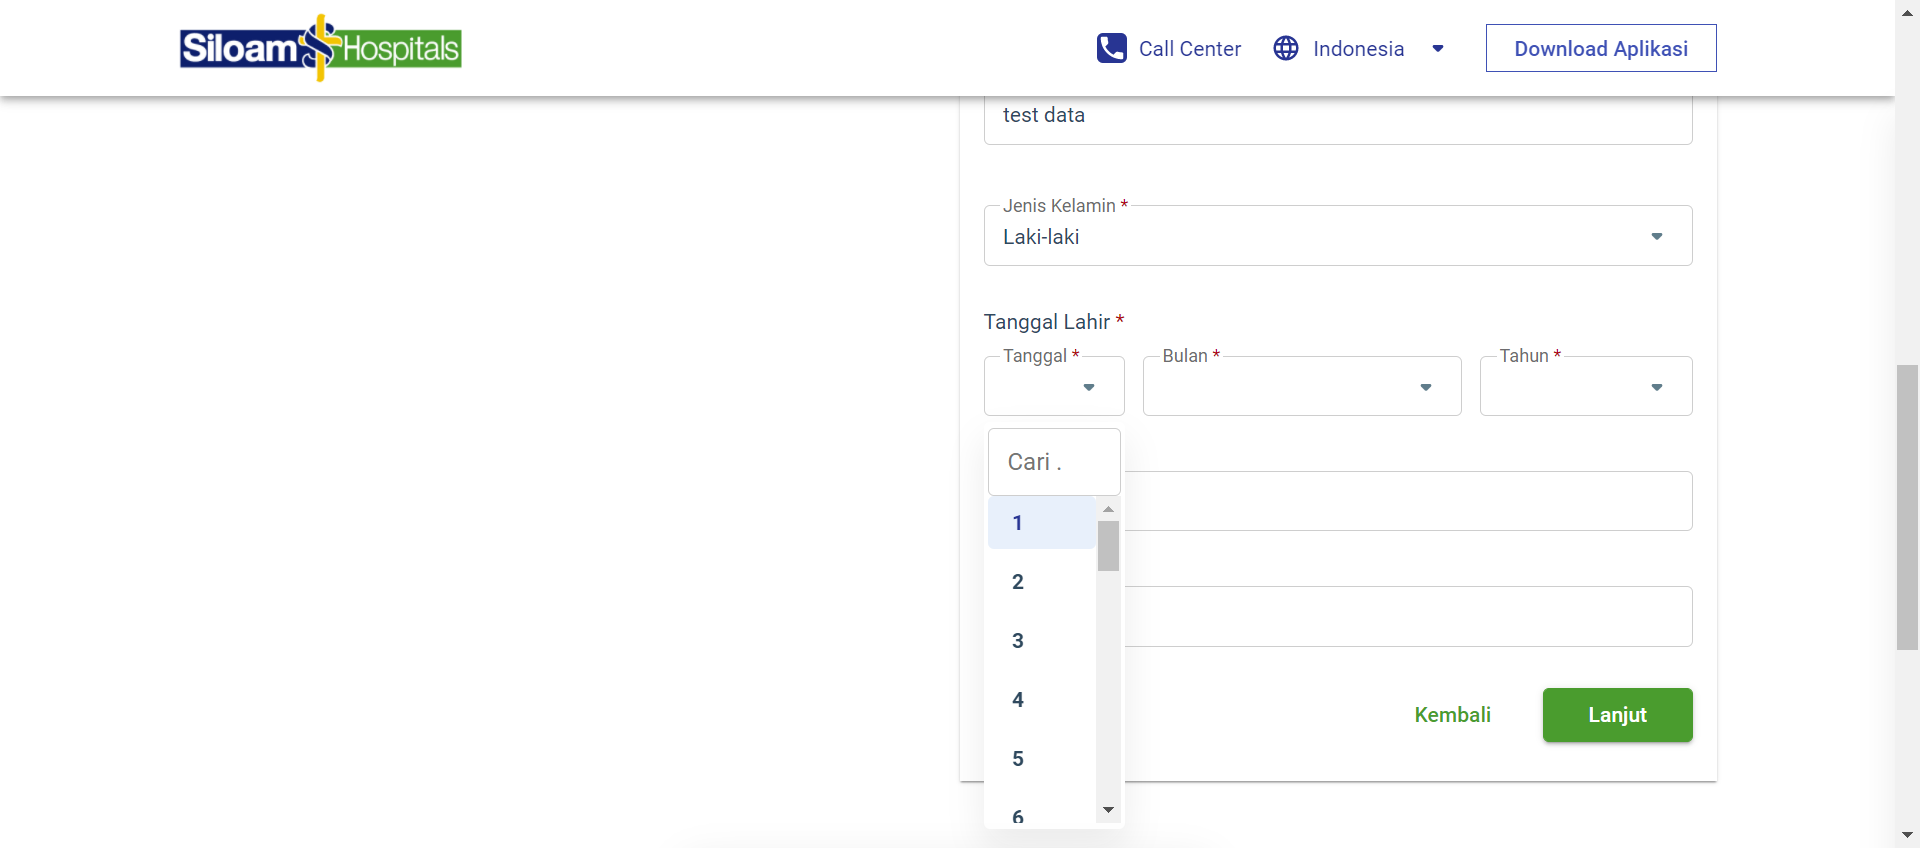 Siloam Hospitals
Call Center
Indonesia
Download Aplikasi
test data
Jenis Kelamin *
Laki-laki
Tanggal Lahir *
Tanggal *
Bulan *
Tahun *
Cari .
1
2
3
4
5
6
Kembali
Lanjut